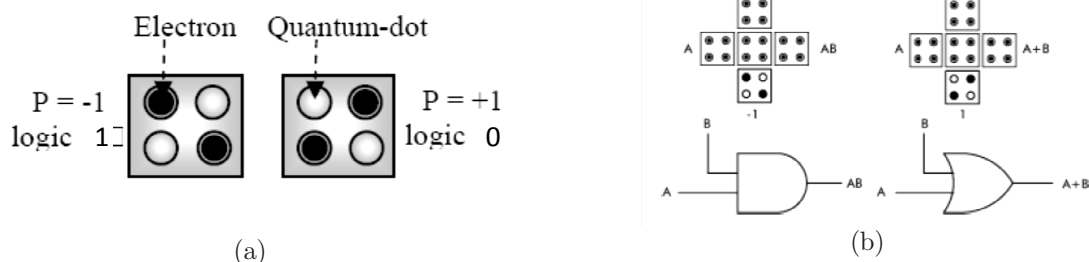 Electron Quantum-dot
P = -1
logic 1
P = +1
logic 0
(a)
A AB
-1
B
A AB
A A+B
1
B
A A+B
(b)